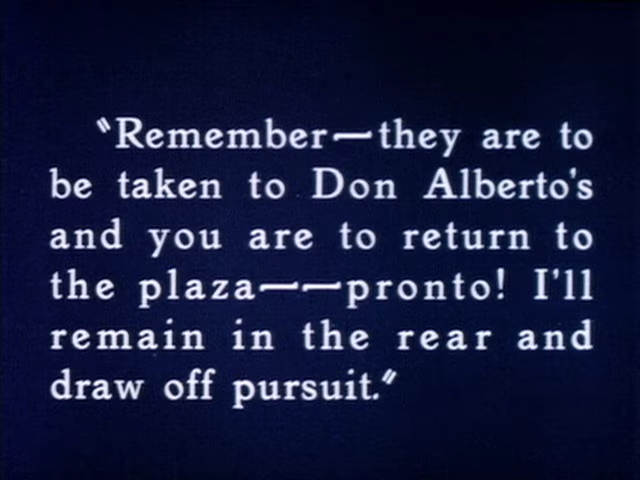 "Remember—they are to
be taken to Don Alberto's
and you are to return to
the plaza——pronto! I'll
remain in the rear and
draw off pursuit."